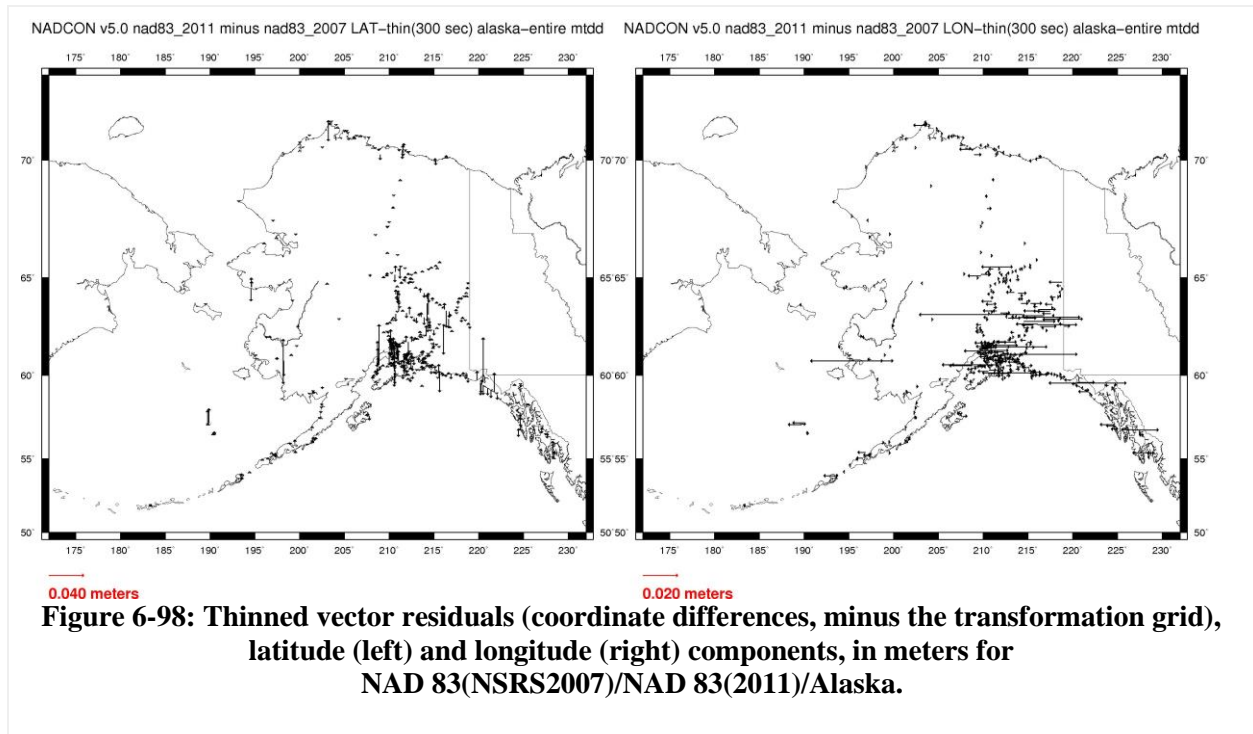 NADCON v5.0 nad83_2011 minus nad83_2007 LAT−thin(300 sec) alaska−entire mtdd
NADCON v5.0 nad83_2011 minus nad83_2007 LON−thin(300 sec) alaska−entire mtdd
175˚ 180˚ 185˚ 190˚ 195˚ 200˚ 205˚ 210˚ 215˚ 220˚ 225˚ 230˚
175˚ 180˚ 185˚ 190˚ 195˚ 200˚ 205˚ 210˚ 215˚ 220˚ 225˚ 230˚
70˚ 70˚ 70˚ 70˚
65˚ 65˚ 65˚ 65˚
60˚ 60˚ 60˚ 60˚
55˚ 55˚ 55˚ 55˚
50˚ 50˚ 50˚ 50˚
175˚ 180˚ 185˚ 190˚ 195˚ 200˚ 205˚ 210˚ 215˚ 220˚ 225˚ 230˚
175˚ 180˚ 185˚ 190˚ 195˚ 200˚ 205˚ 210˚ 215˚ 220˚ 225˚ 230˚
0.040 meters
0.020 meters
Figure 6-98: Thinned vector residuals (coordinate differences, minus the transformation grid),
latitude (left) and longitude (right) components, in meters for
NAD 83(NSRS2007)/NAD 83(2011)/Alaska.